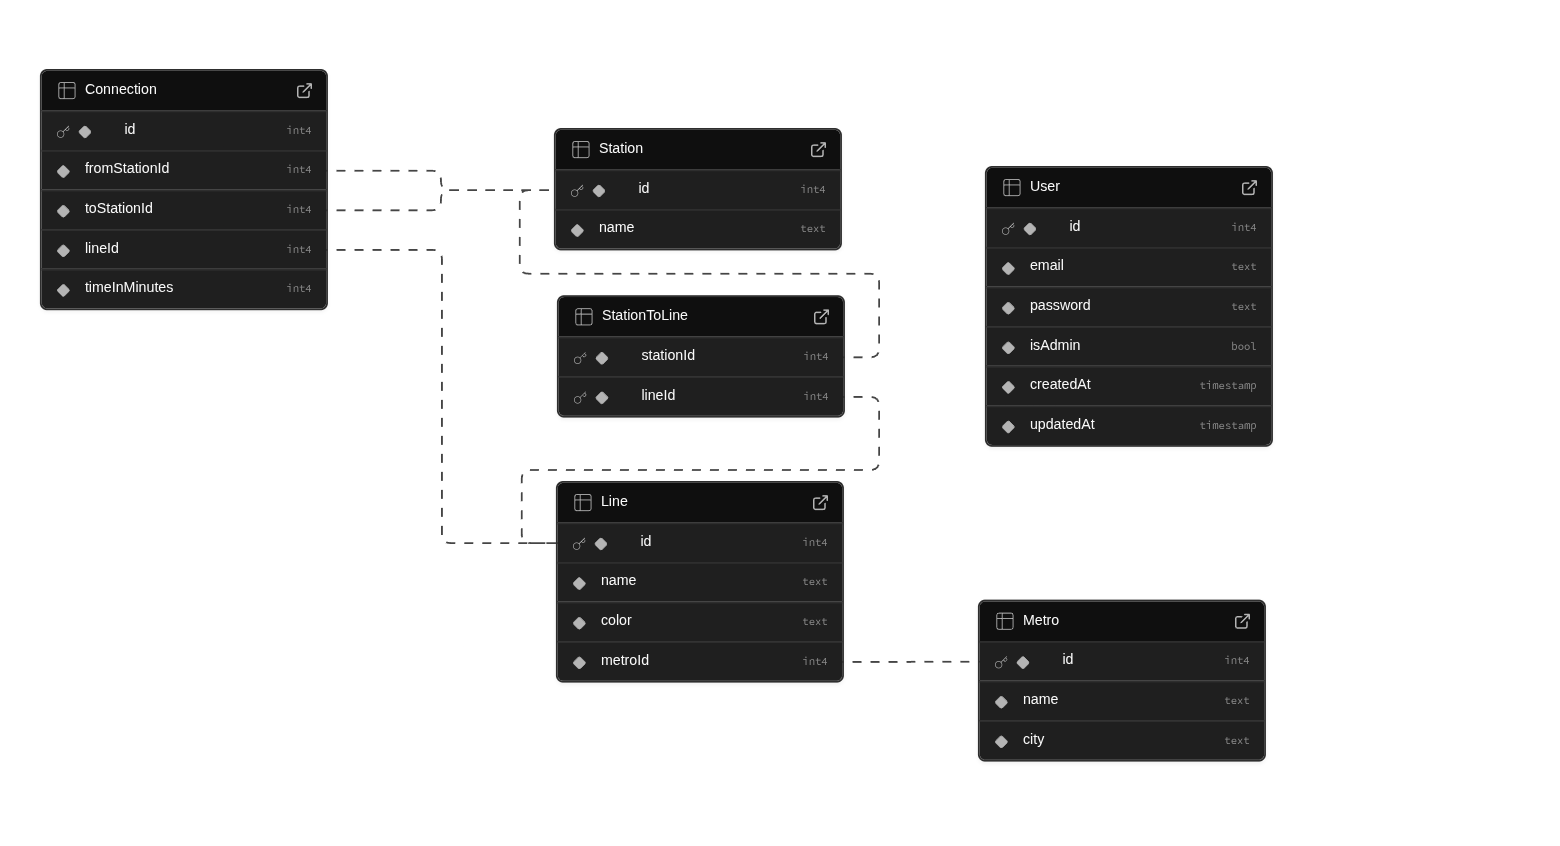 Connection
id int4
fromStationId int4
toStationId int4
lineId int4
timeInMinutes int4
Station
id int4
name text
StationToLine
stationId int4
lineId int4
Line
id int4
name text
color text
metroId int4
User
id int4
email text
password text
isAdmin bool
createdAt timestamp
updatedAt timestamp
Metro
id int4
name text
city text